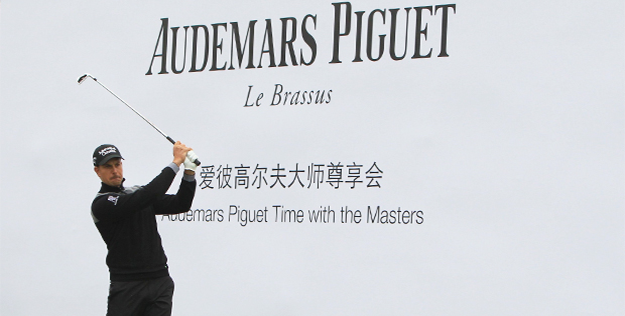 AUDEMARS PIGUET
Le Brassus
爱彼高尔夫大师尊享会
Audemars Piguet Time with the Masters